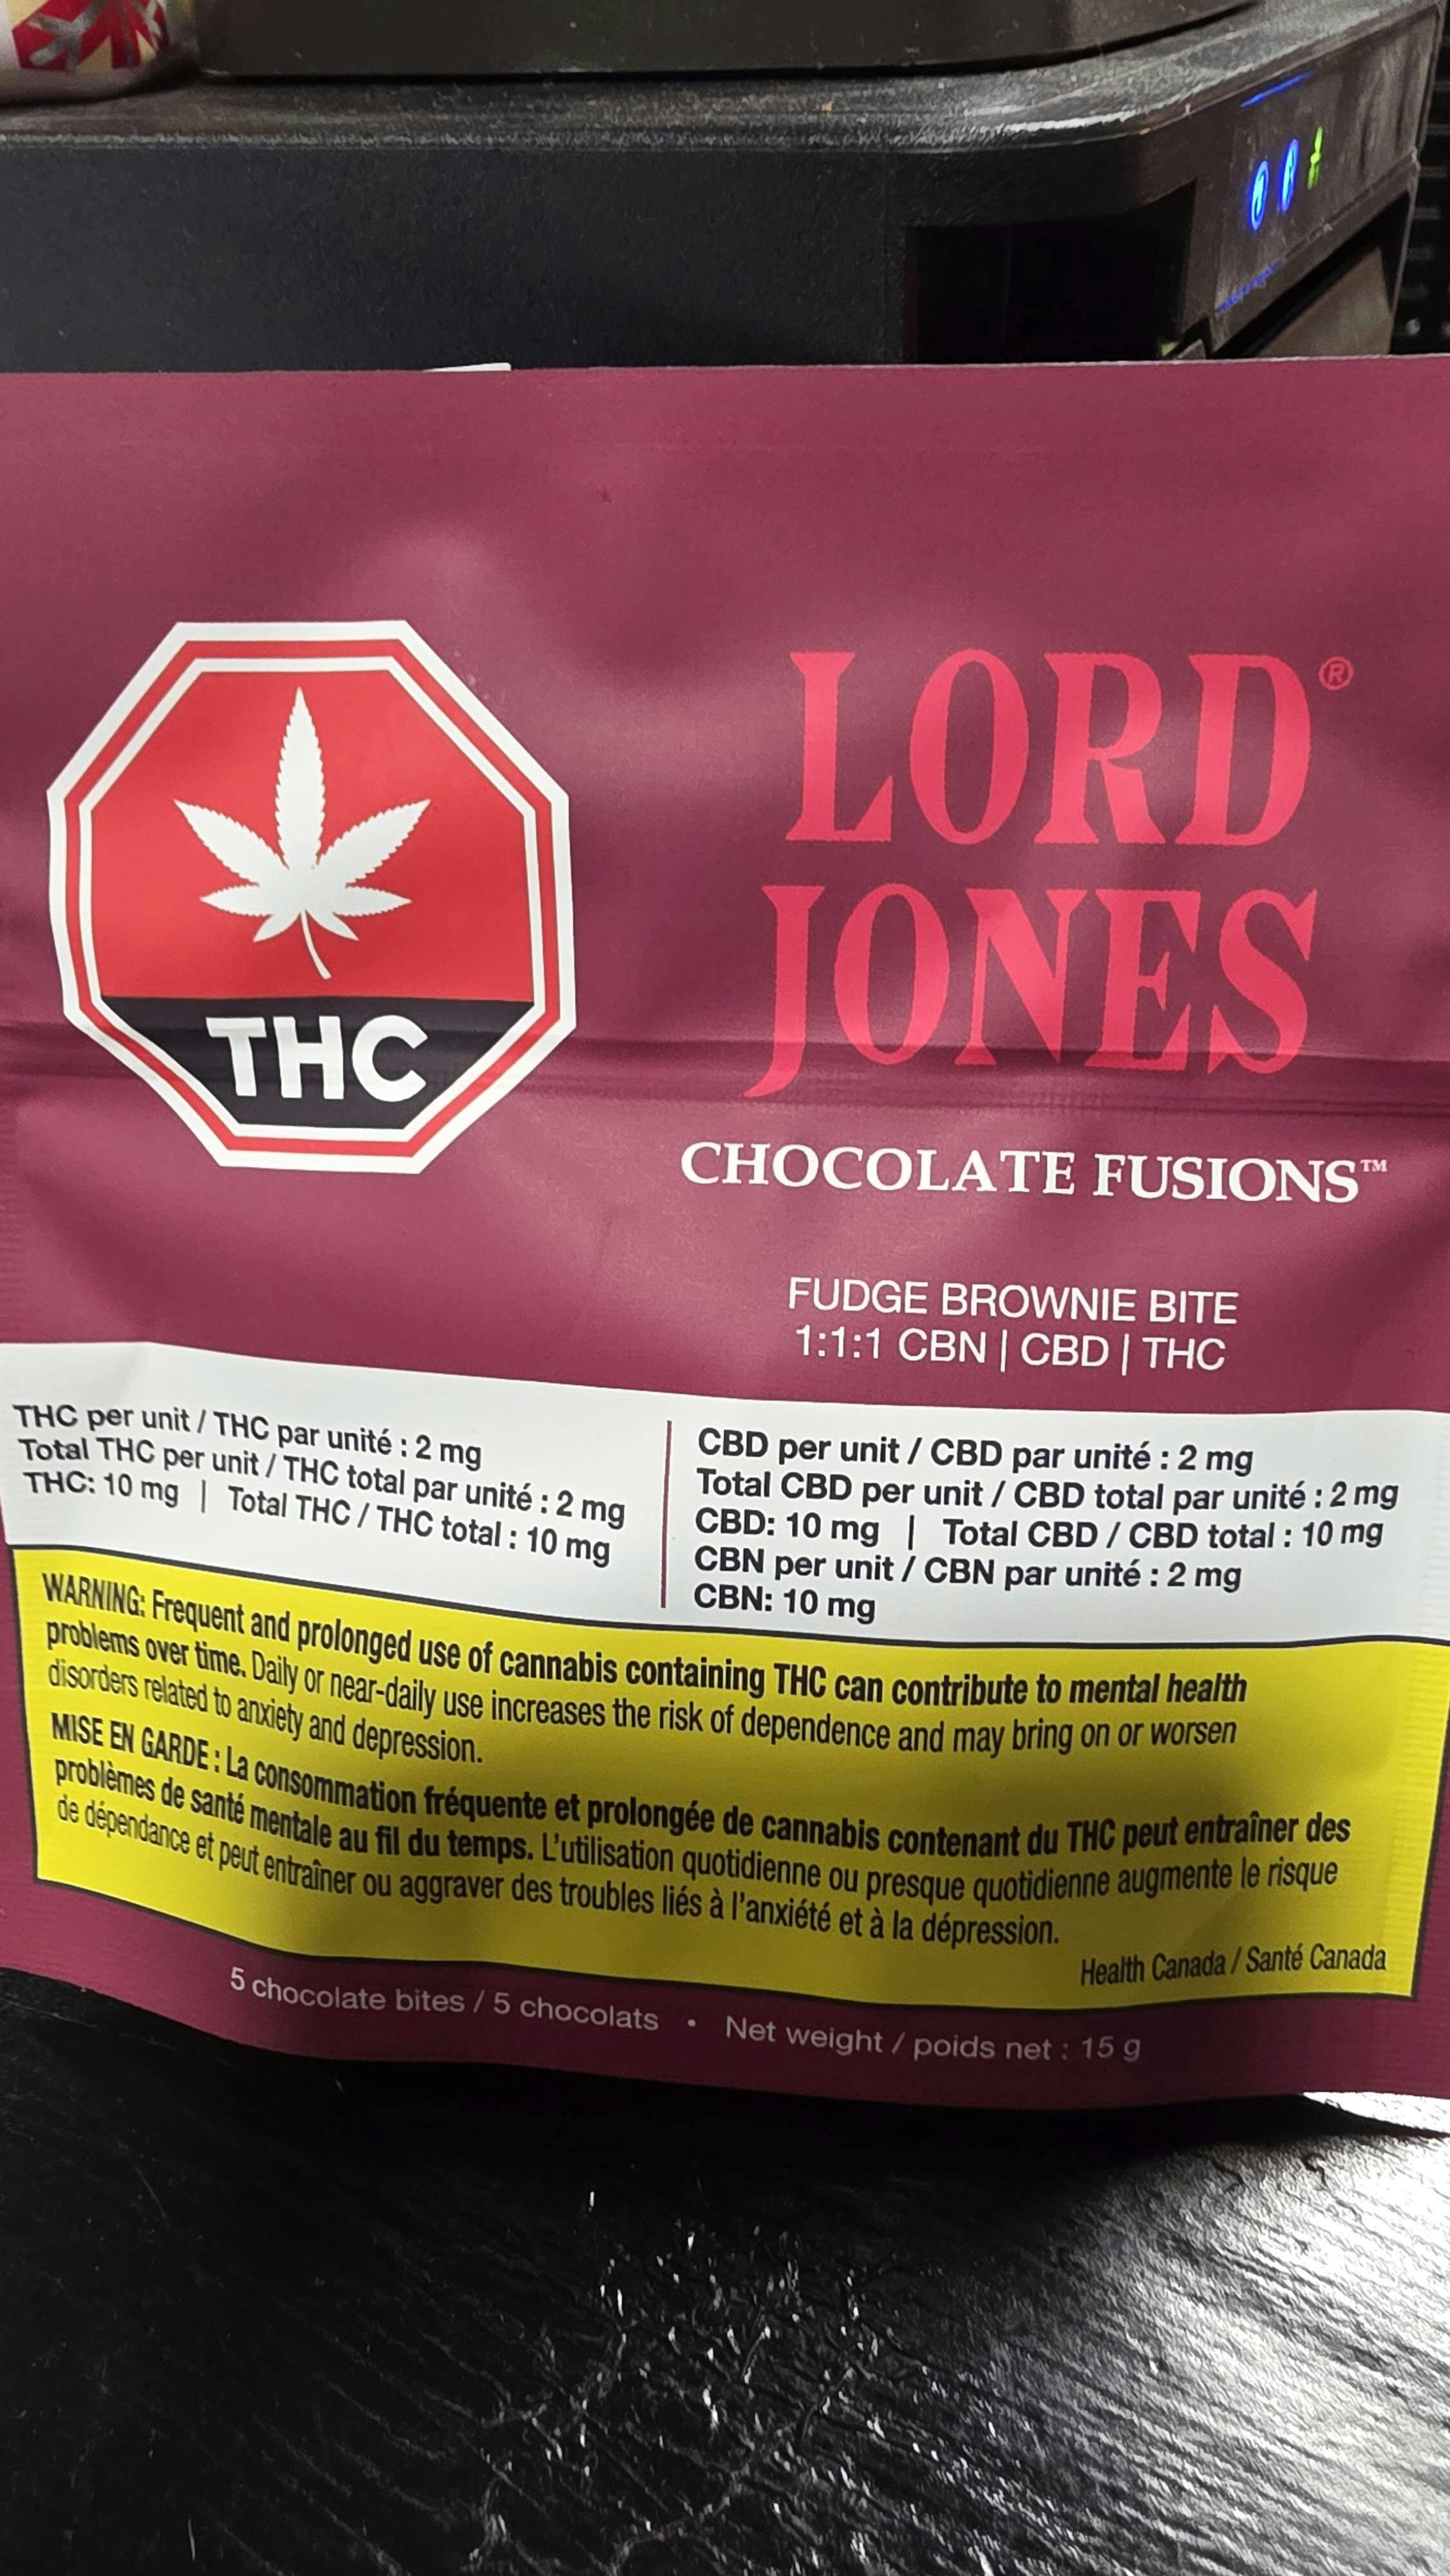 THC
LORD®
JONES
CHOCOLATE FUSIONS™
FUDGE BROWNIE BITE
1:1:1 CBN | CBD | THC
THC per unit / THC par unité : 2 mg
Total THC per unit / THC total par unité : 2 mg
THC: 10 mg | Total THC / THC total : 10 mg
CBD per unit / CBD par unité : 2 mg
Total CBD per unit / CBD total par unité : 2 mg
CBD: 10 mg | Total CBD / CBD total : 10 mg
CBN per unit / CBN par unité : 2 mg
CBN: 10 mg
WARNING: Frequent and prolonged use of cannabis containing THC can contribute to mental health
problems over time. Daily or near-daily use increases the risk of dependence and may bring on or worsen
disorders related to anxiety and depression.
MISE EN GARDE : La consommation fréquente et prolongée de cannabis contenant du THC peut entraîner des
problèmes de santé mentale au fil du temps. L'utilisation quotidienne ou presque quotidienne augmente le risque
de dépendance et peut entraîner ou aggraver des troubles liés à l'anxiété et à la dépression.
Health Canada / Santé Canada
5 chocolate bites / 5 chocolats • Net weight / poids net : 15 g